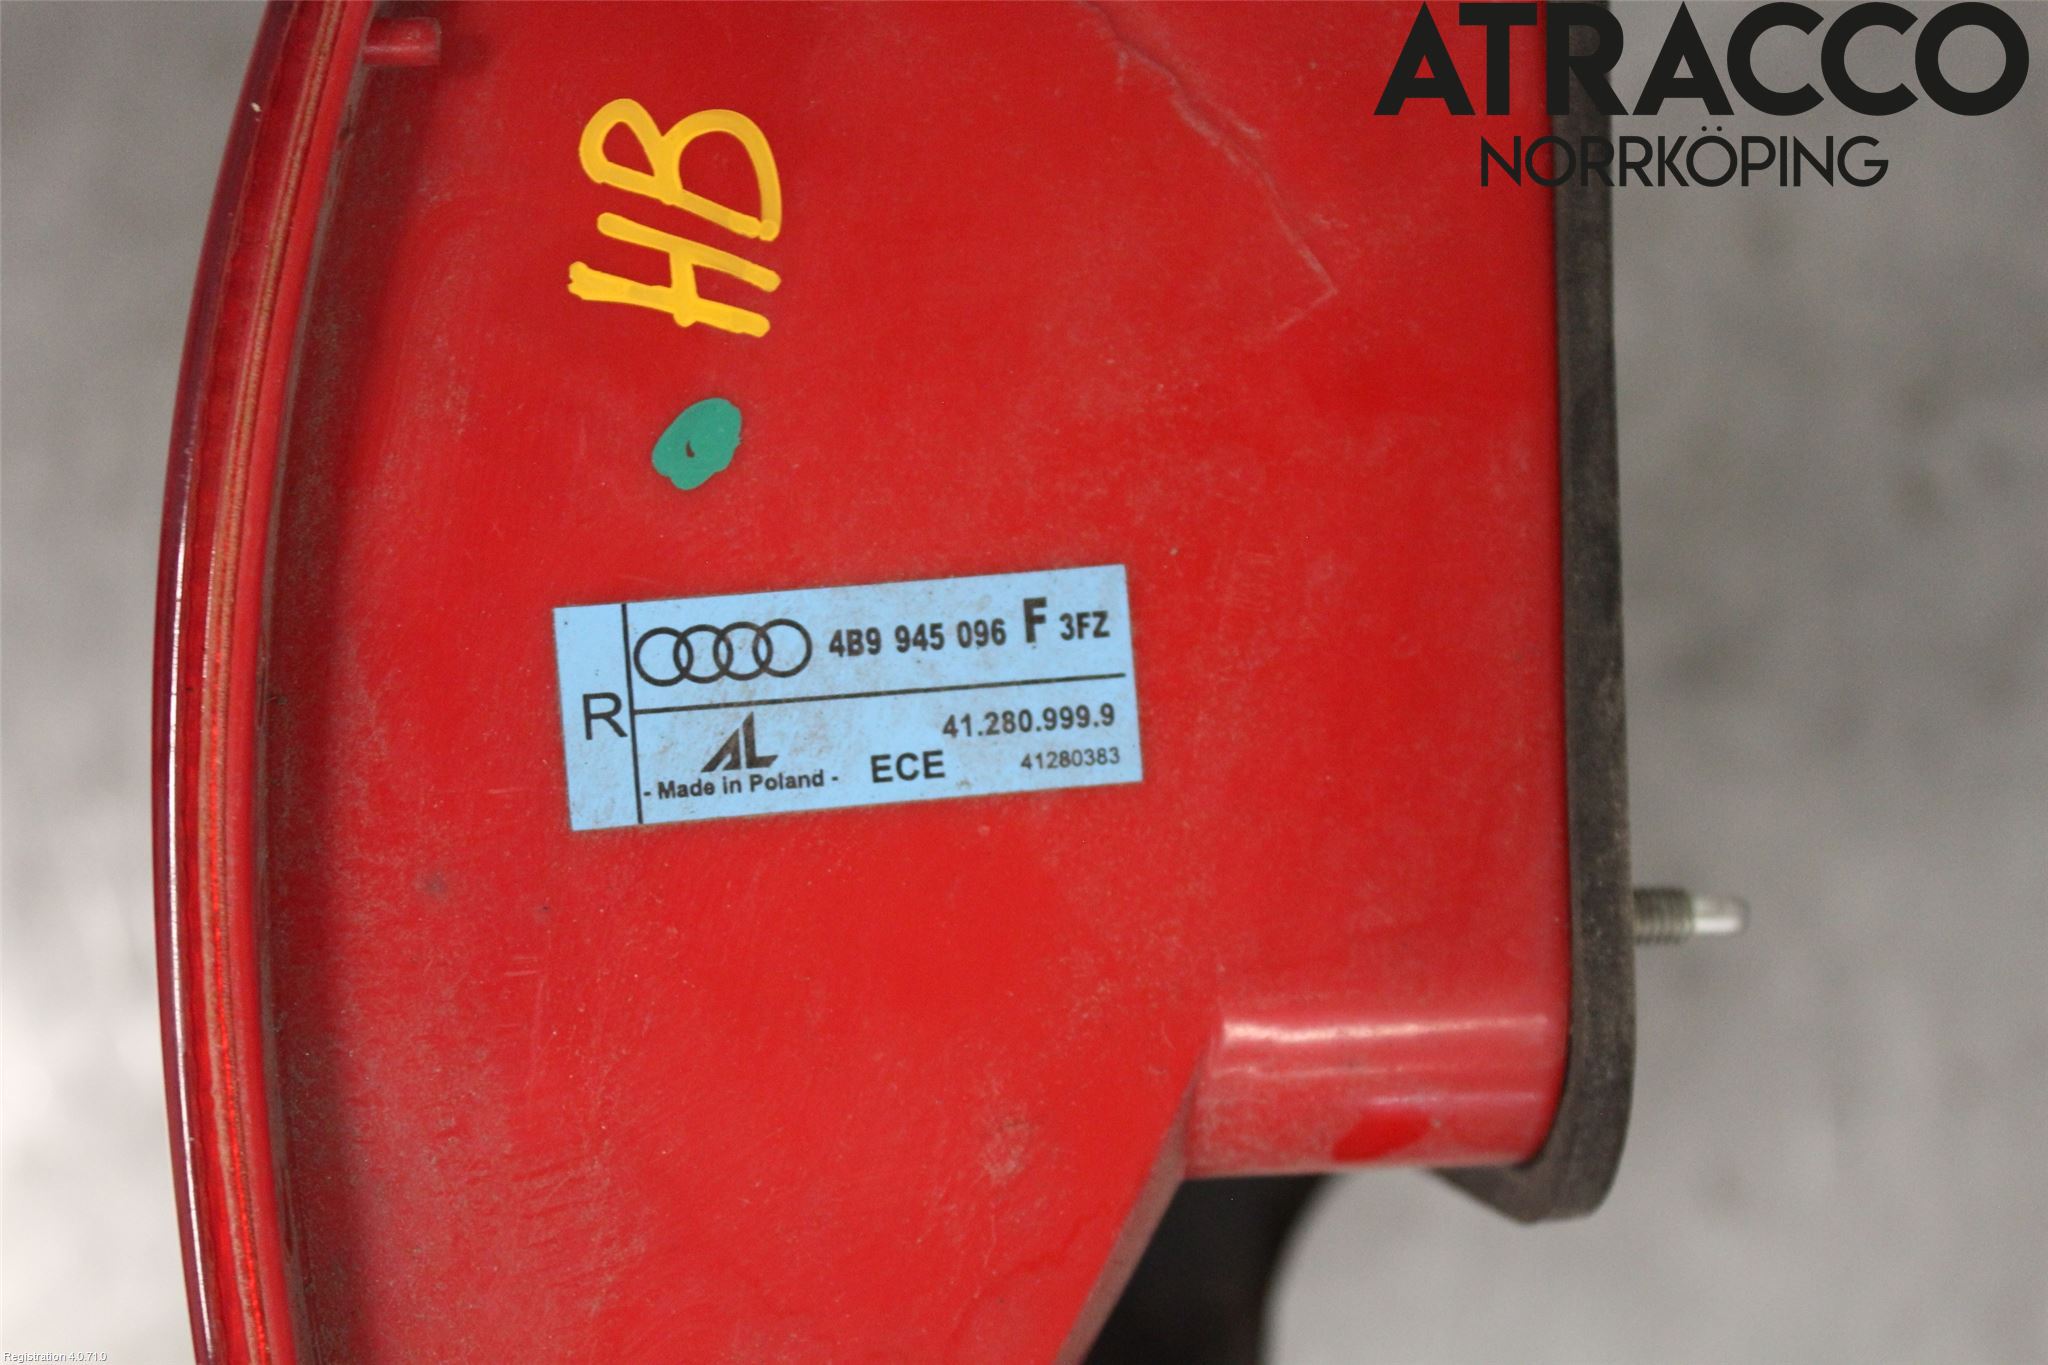 ATRACCO
NORRKÖPING
HB
R
4B9 945 096 F 3FZ
41.280.999.9
AL
- Made in Poland -
ECE
41280383
Registration 4.0.71.0